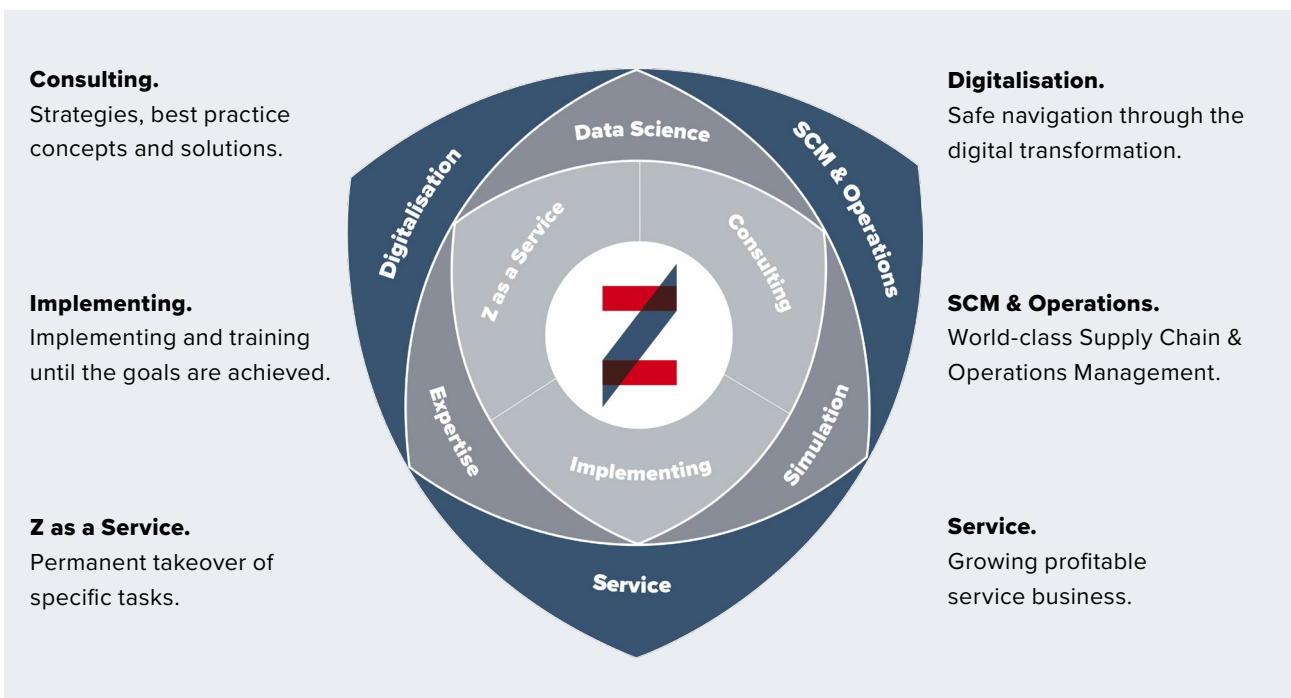 Consulting.
Strategies, best practice
concepts and solutions.
Implementing.
Implementing and training
until the goals are achieved.
Z as a Service.
Permanent takeover of
specific tasks.
Data Science
Digitalisation
SCM & Operations
Z as a Service
Consulting
Z
Expertise
Simulation
Implementing
Service
Digitalisation.
Safe navigation through the
digital transformation.
SCM & Operations.
World-class Supply Chain &
Operations Management.
Service.
Growing profitable
service business.